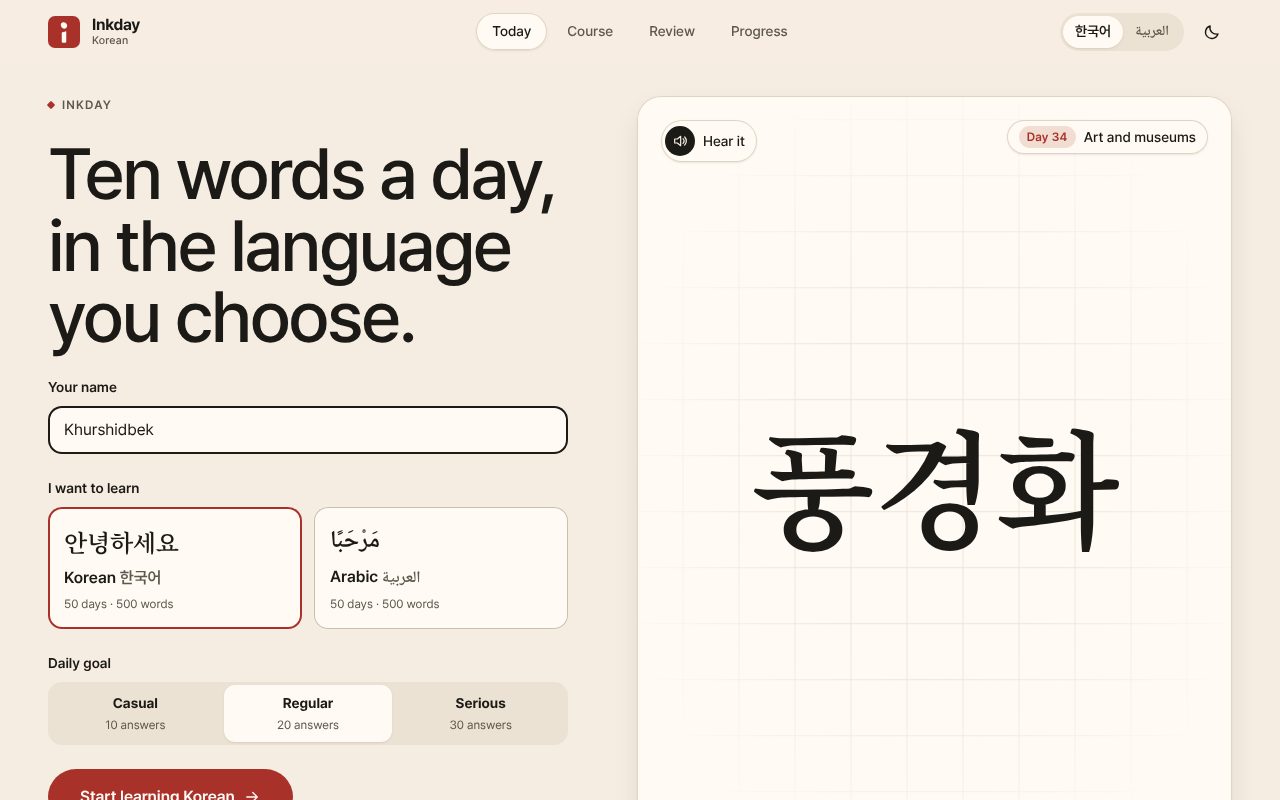 Inkday
Korean
Today
Course
Review
Progress
한국어
العربية
INKDAY
Ten words a day,
in the language
you choose.
Your name
Khurshidbek
I want to learn
안녕하세요
Korean 한국어
50 days · 500 words
مَرْحَبًا
Arabic العربية
50 days · 500 words
Daily goal
Casual
10 answers
Regular
20 answers
Serious
30 answers
Start learning Korean →
Hear it
Day 34 Art and museums
풍경화